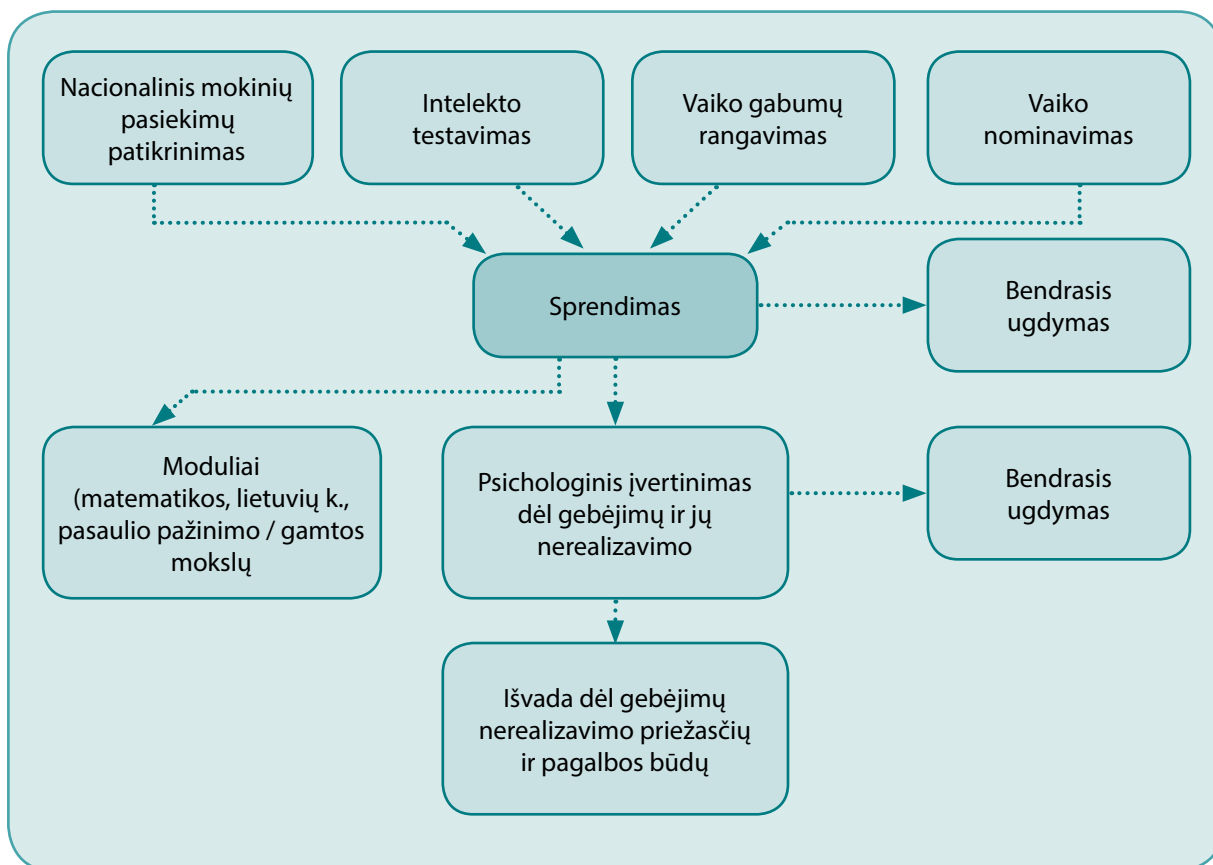 Nacionalinis mokinių
pasiekimų
patikrinimas
Intelekto
testavimas
Vaiko gabumų
rangavimas
Vaiko
nominavimas
Sprendimas
Bendrasis
ugdymas
Moduliai
(matematikos, lietuvių k.,
pasaulio pažinimo / gamtos
mokslų
Psichologinis įvertinimas
dėl gebėjimų ir jų
nerealizavimo
Bendrasis
ugdymas
Išvada dėl gebėjimų
nerealizavimo priežasčių
ir pagalbos būdų